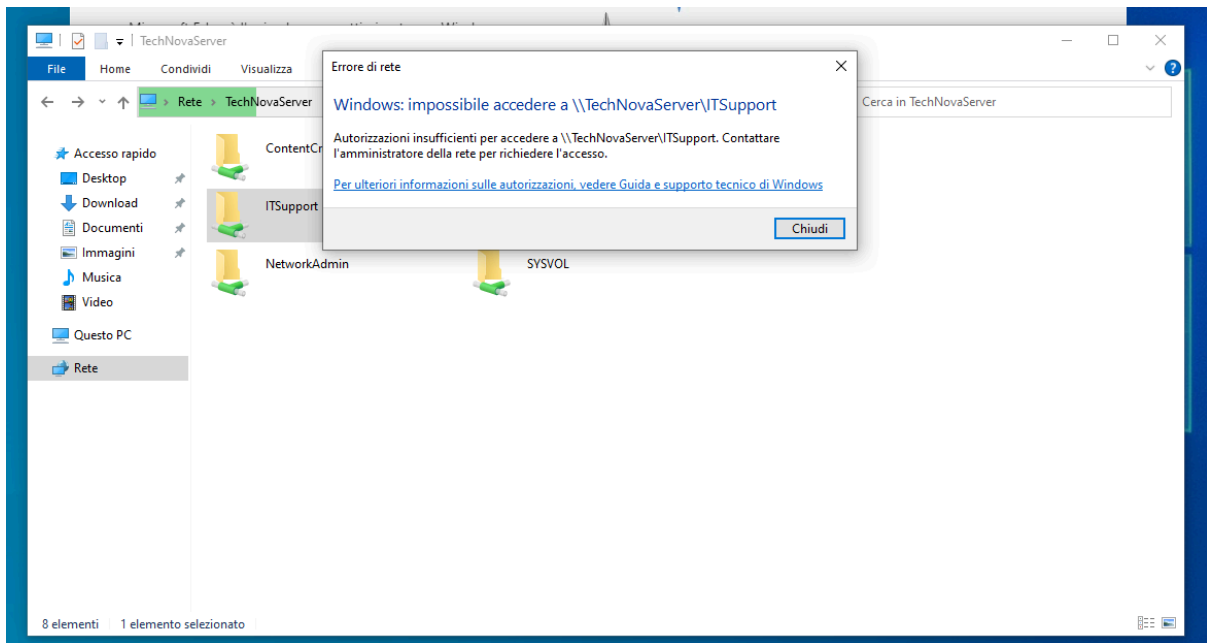 TechNovaServer
File Home Condividi Visualizza
Rete > TechNovaServer
Cerca in TechNovaServer
Errore di rete
Windows: impossibile accedere a \\TechNovaServer\ITSupport
Autorizzazioni insufficienti per accedere a \\TechNovaServer\ITSupport. Contattare
l'amministratore della rete per richiedere l'accesso.
Per ulteriori informazioni sulle autorizzazioni, vedere Guida e supporto tecnico di Windows
Chiudi
Accesso rapido
Desktop
Download
Documenti
Immagini
Musica
Video
Questo PC
Rete
ContentCr
ITSupport
NetworkAdmin
SYSVOL
8 elementi 1 elemento selezionato